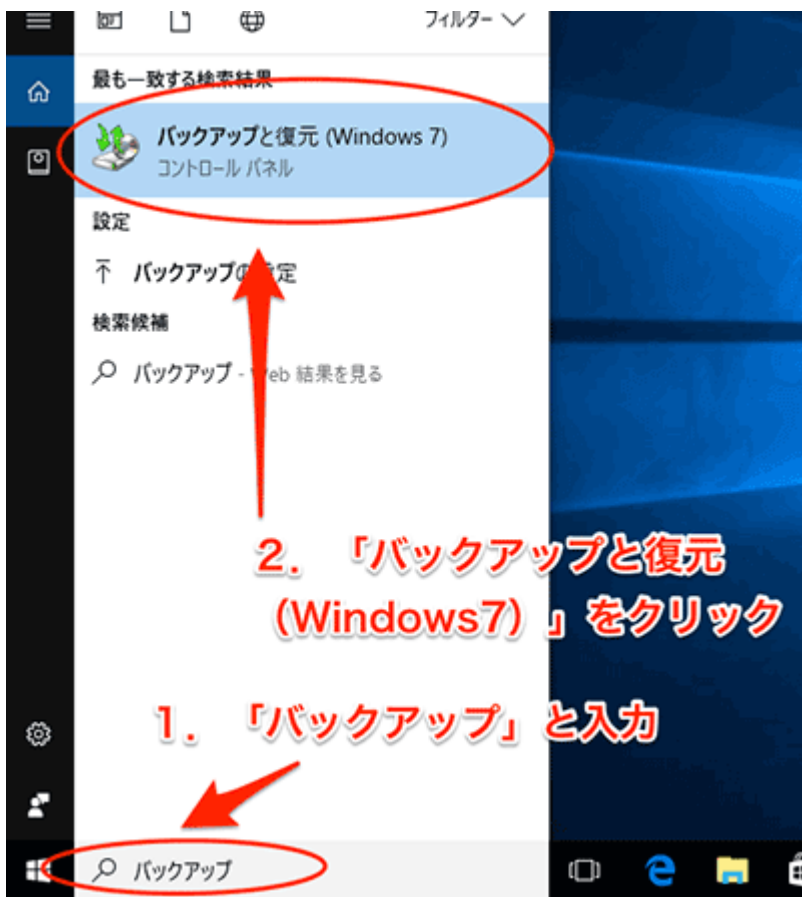 フィルター
最も一致する検索結果
バックアップと復元 (Windows 7)
コントロール パネル
設定
バックアップの設定
検索候補
バックアップ - Web 結果を見る
2. 「バックアップと復元
(Windows7)」をクリック
1. 「バックアップ」と入力
バックアップ